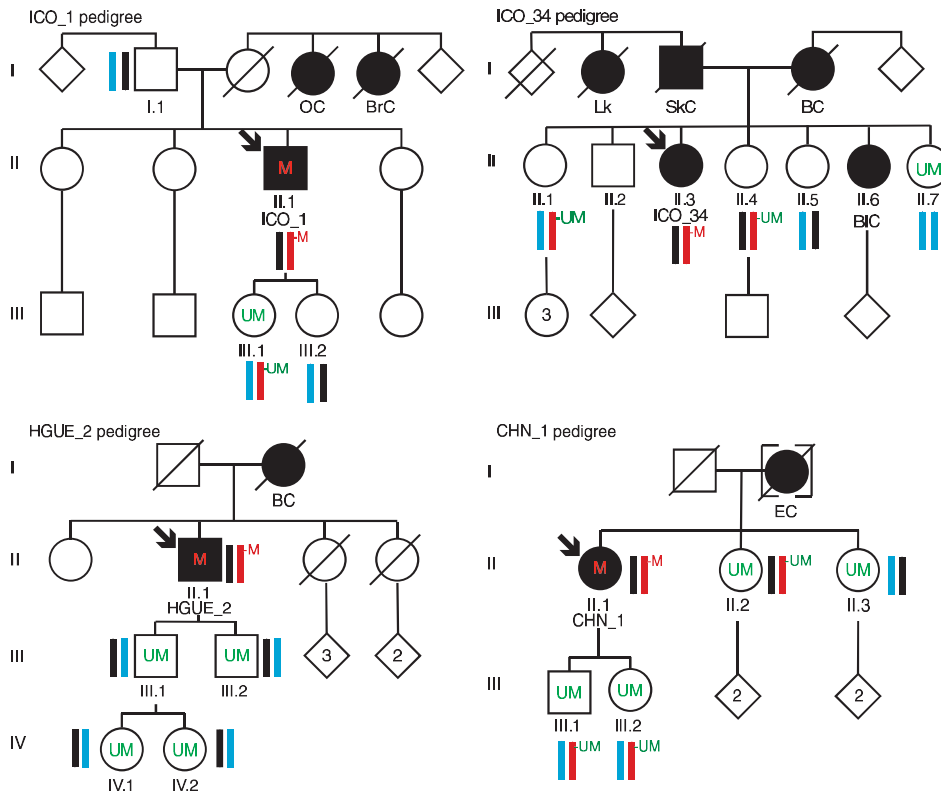 ICO_1 pedigree
I
I.1
OC
BrC
II
M
II.1
ICO_1
-M
III
UM
III.1
III.2
-UM
ICO_34 pedigree
I
Lk
SkC
BC
II
UM
II.1
II.2
II.3
II.4
II.5
II.6
II.7
ICO_34
BIC
-UM
-M
-UM
III
3
HGUE_2 pedigree
I
BC
II
M
-M
II.1
HGUE_2
III
UM
UM
3
2
III.1
III.2
IV
UM
UM
IV.1
IV.2
CHN_1 pedigree
I
EC
II
M
-M
UM
-UM
UM
II.1
II.2
II.3
CHN_1
III
UM
UM
2
2
III.1
III.2
-UM
-UM